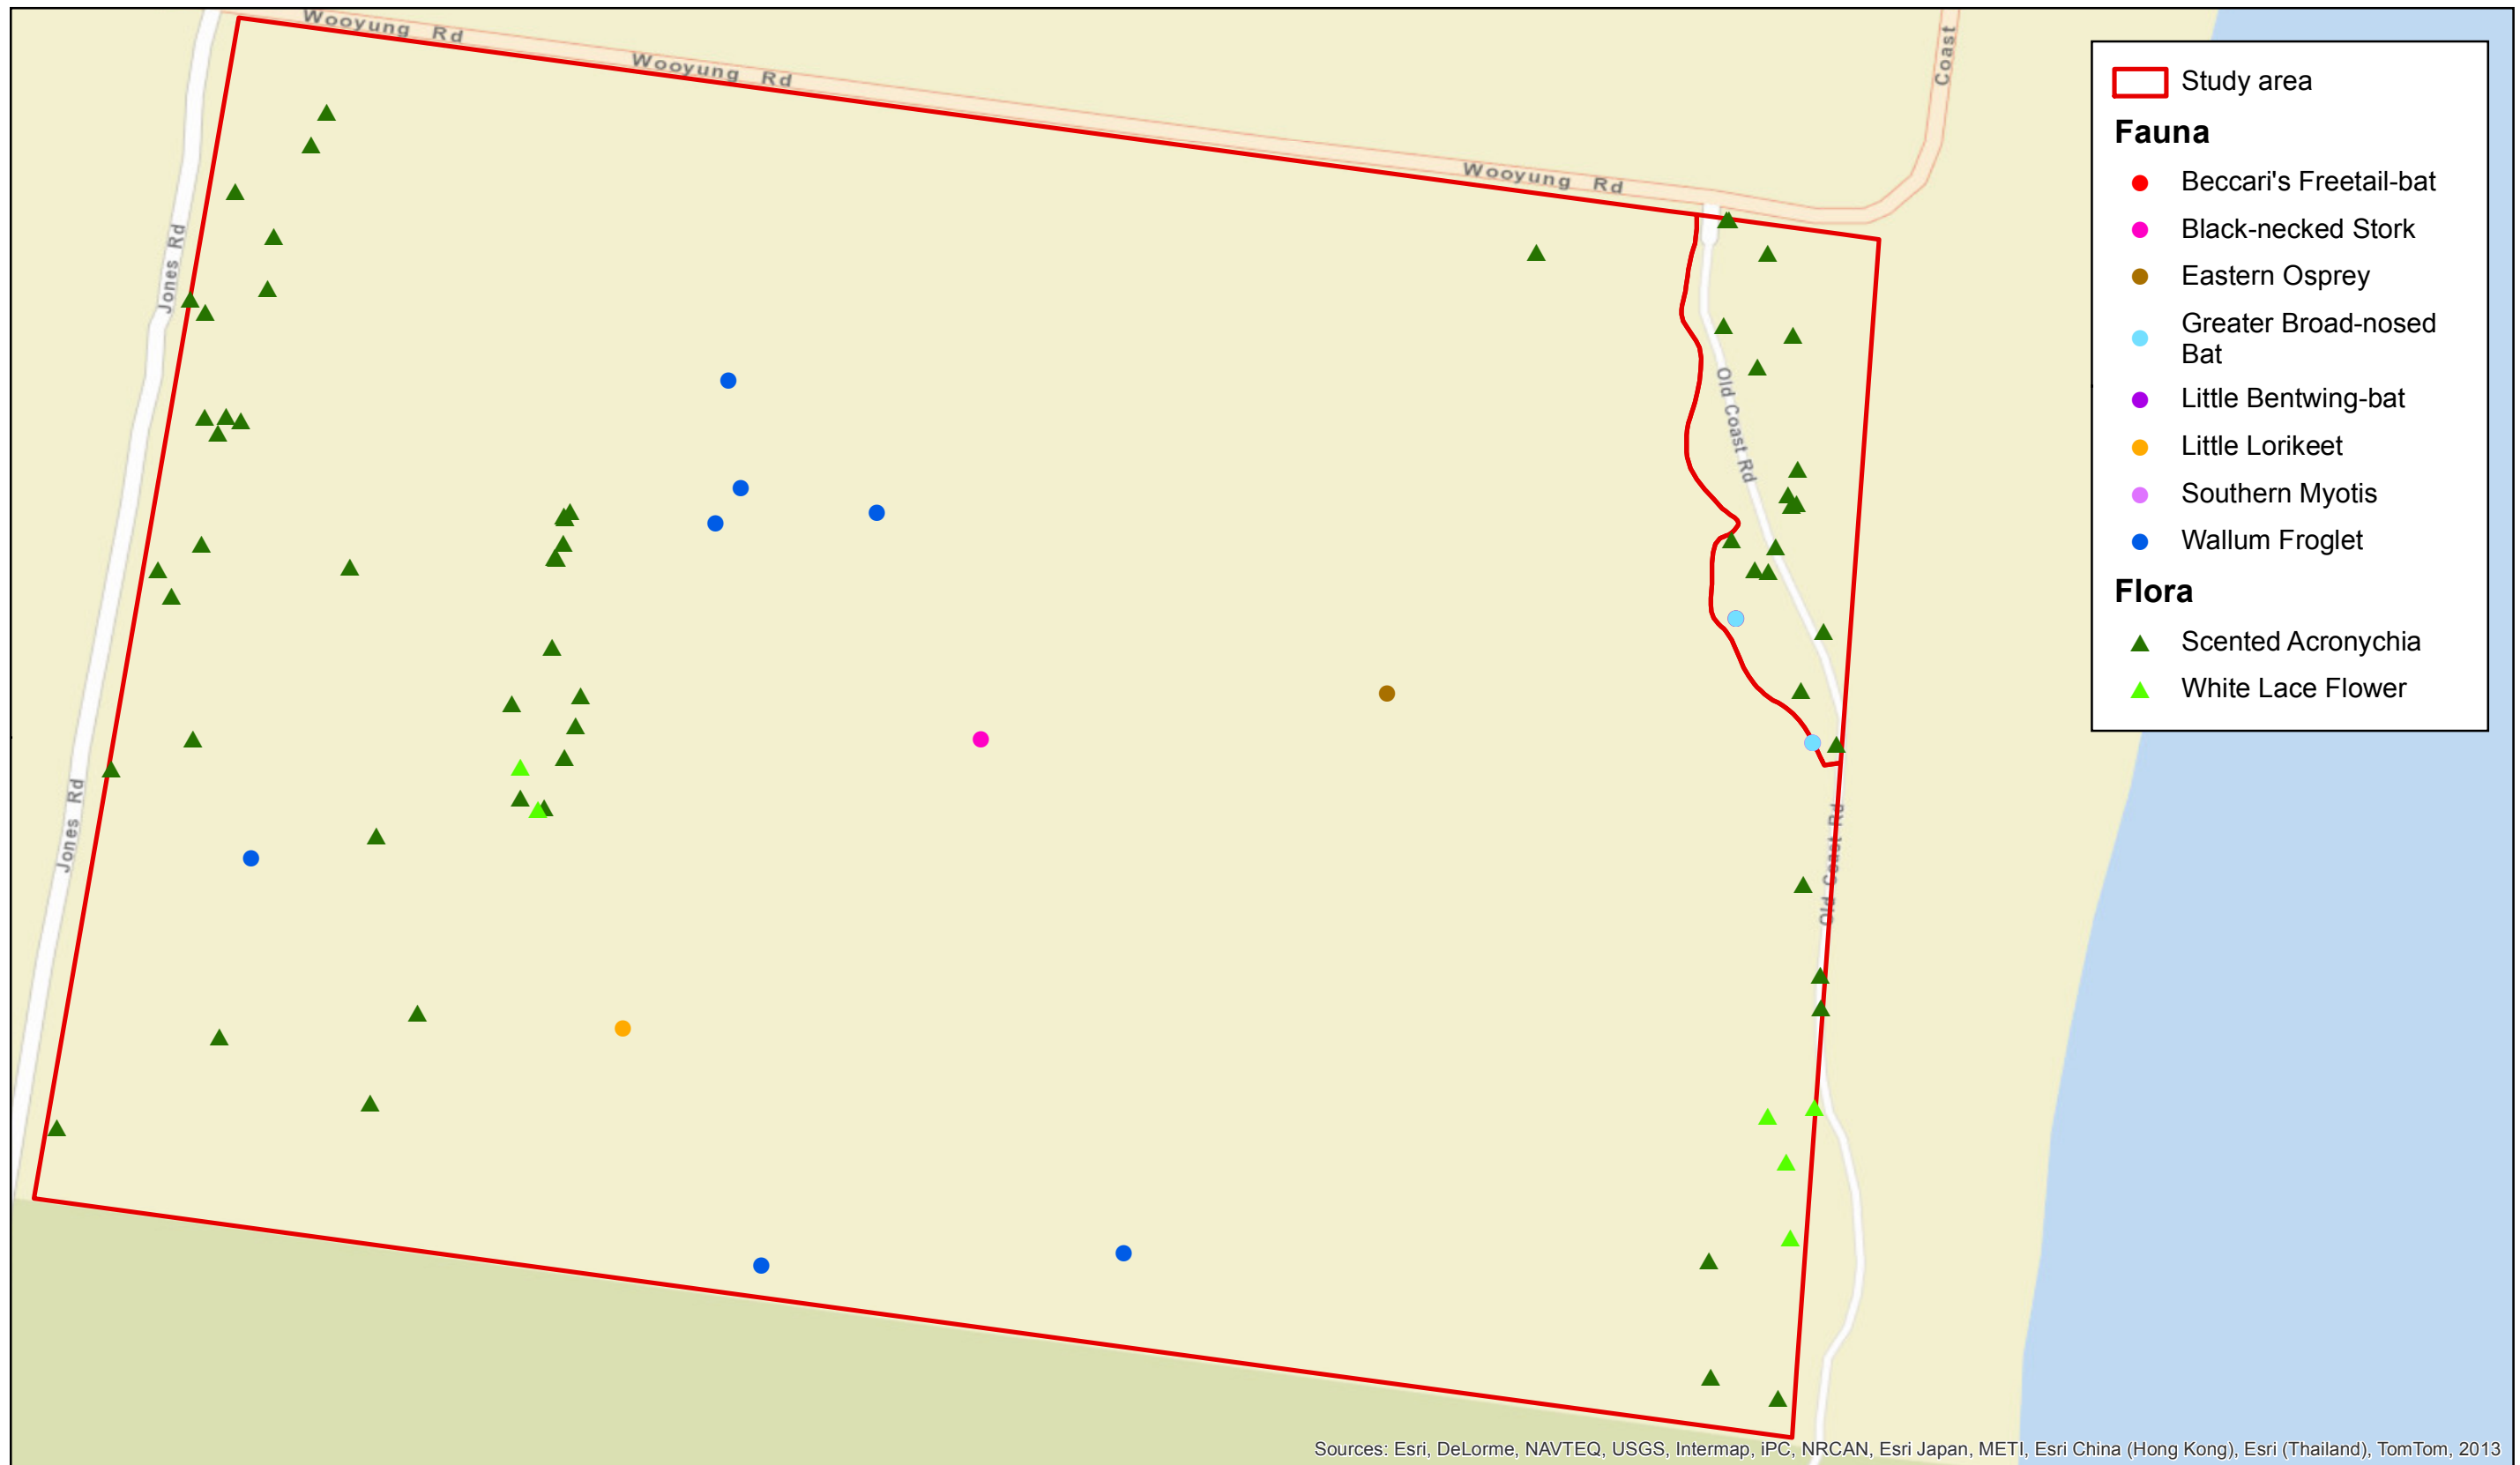 Wooyung Rd
Wooyung Rd
Wooyung Rd
Coast
Jones Rd
Old Coast Rd
Jones Rd
Old Coast Rd
Study area
Fauna
Beccari's Freetail-bat
Black-necked Stork
Eastern Osprey
Greater Broad-nosed
Bat
Little Bentwing-bat
Little Lorikeet
Southern Myotis
Wallum Froglet
Flora
Scented Acronychia
White Lace Flower
Sources: Esri, DeLorme, NAVTEQ, USGS, Intermap, iPC, NRCAN, Esri Japan, METI, Esri China (Hong Kong), Esri (Thailand), TomTom, 2013